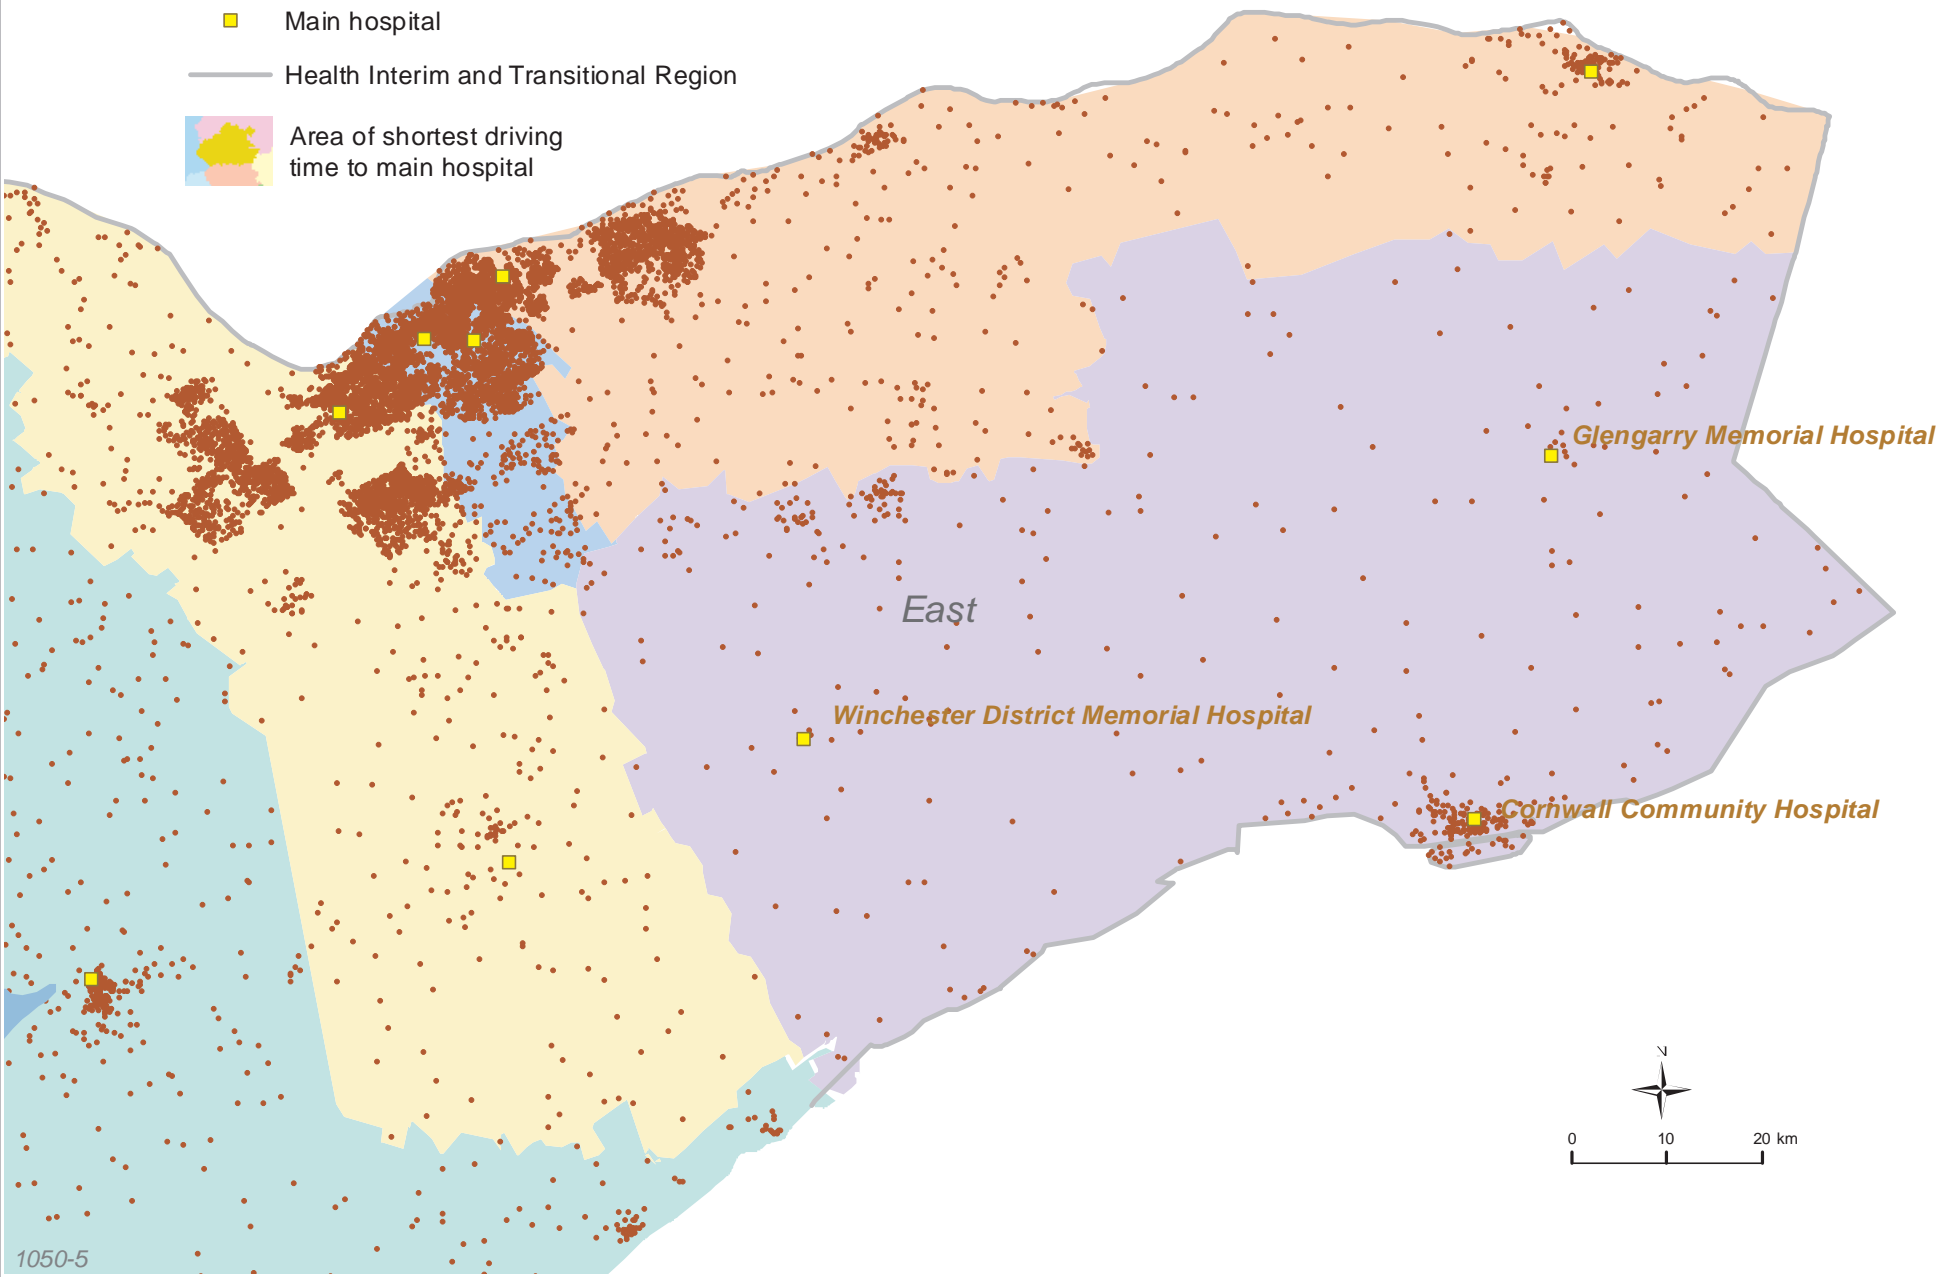 Main hospital
Health Interim and Transitional Region
Area of shortest driving
time to main hospital
Glengarry Memorial Hospital
East
Winchester District Memorial Hospital
Cornwall Community Hospital
N
0 10 20 km
1050-5